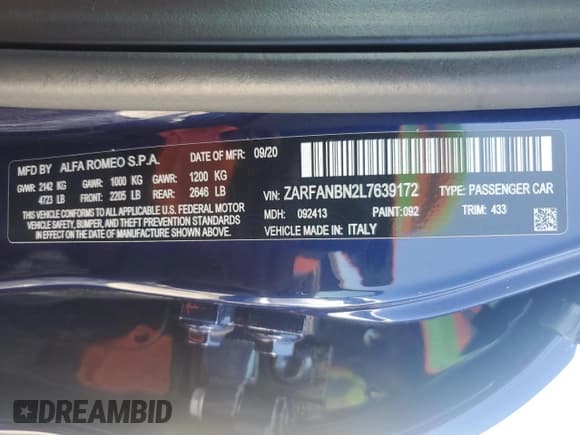 MFD BY ALFA ROMEO S.P.A. DATE OF MFR: 09/20
GVWR: 2142 KG GAWR: 1000 KG GAWR: 1200 KG
4723 LB FRONT: 2205 LB REAR: 2646 LB
THIS VEHICLE CONFORMS TO ALL APPLICABLE U.S. FEDERAL MOTOR
VEHICLE SAFETY, BUMPER, AND THEFT PREVENTION STANDARDS
IN EFFECT ON THE DATE OF MANUFACTURE SHOWN ABOVE.
VIN: ZARFANBN2L7639172 TYPE: PASSENGER CAR
MDH: 092413 PAINT: 092 TRIM: 433
VEHICLE MADE IN: ITALY
DREAMBID